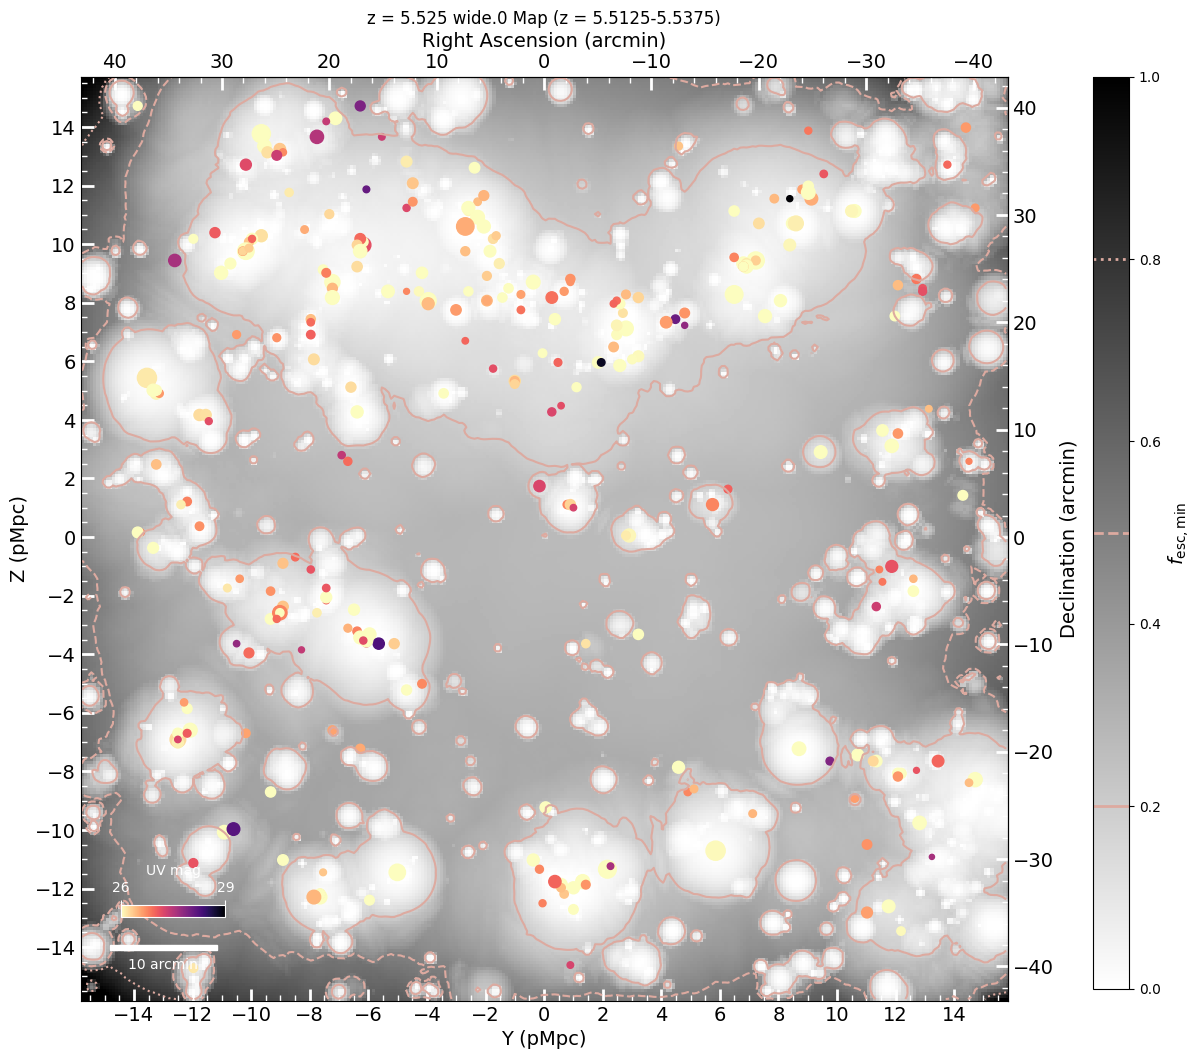 z = 5.525 wide.0 Map (z = 5.5125-5.5375)
Right Ascension (arcmin)
40 30 20 10 0 −10 −20 −30 −40
14 12 10 8 6 4 2 0 −2 −4 −6 −8 −10 −12 −14
Z (pMpc)
40 30 20 10 0 −10 −20 −30 −40
Declination (arcmin)
1.0 0.8 0.6 0.4 0.2 0.0
fesc,min
UV mag
26 29
10 arcmin
−14 −12 −10 −8 −6 −4 −2 0 2 4 6 8 10 12 14
Y (pMpc)